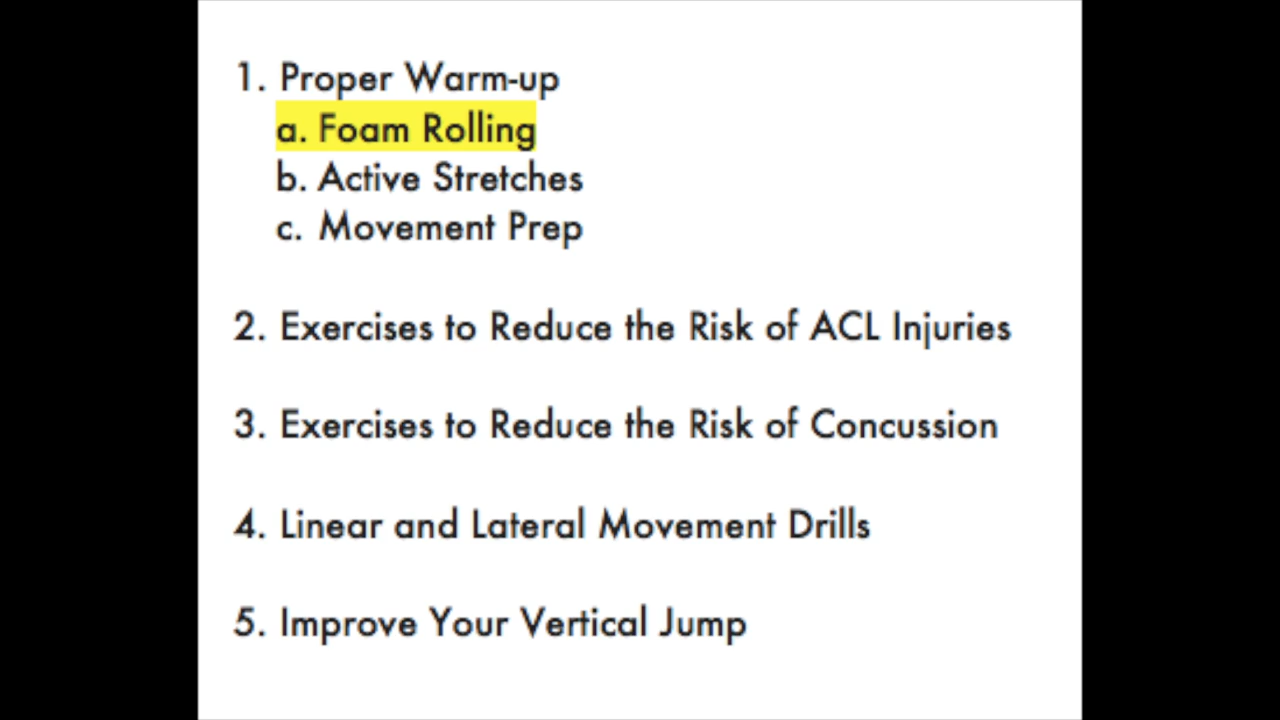 1. Proper Warm-up
a. Foam Rolling
b. Active Stretches
c. Movement Prep
2. Exercises to Reduce the Risk of ACL Injuries
3. Exercises to Reduce the Risk of Concussion
4. Linear and Lateral Movement Drills
5. Improve Your Vertical Jump